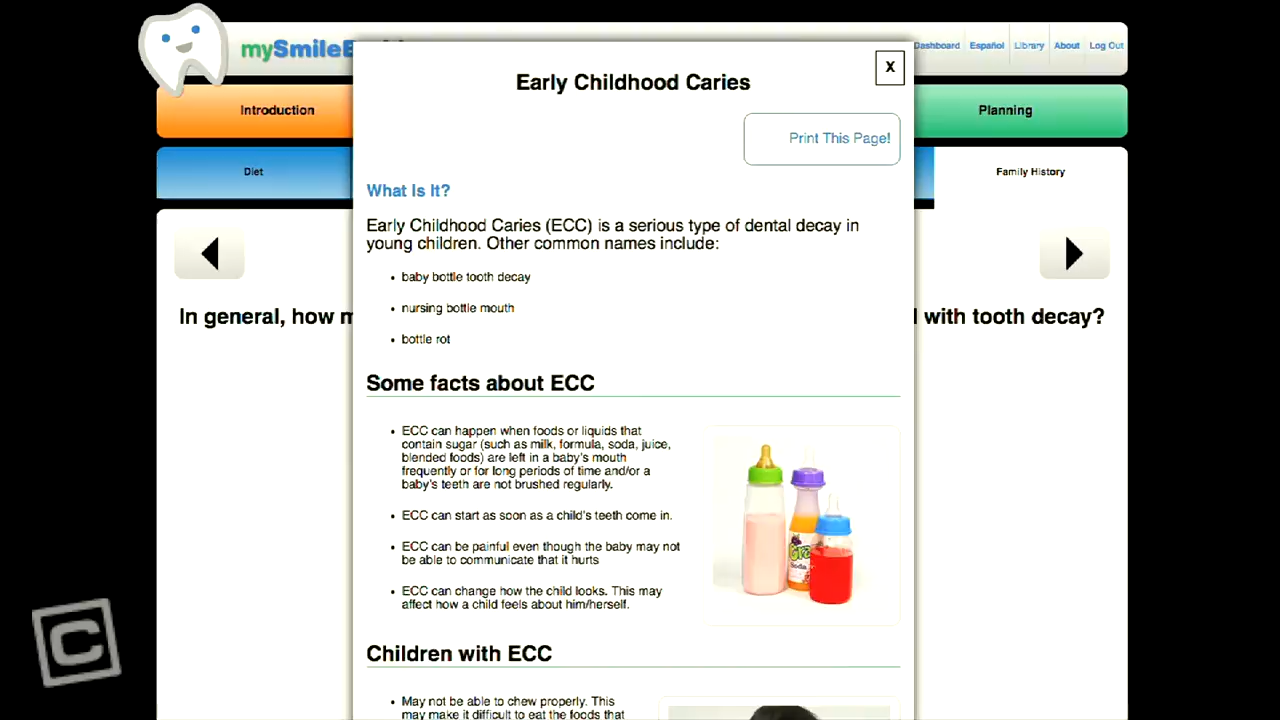 mySmileB
Dashboard
Español
Library
About
Log Out
X
Early Childhood Caries
Introduction
Planning
Print This Page!
Diet
Family History
What Is It?
Early Childhood Caries (ECC) is a serious type of dental decay in
young children. Other common names include:
• baby bottle tooth decay
• nursing bottle mouth
• bottle rot
In general, how
with tooth decay?
Some facts about ECC
• ECC can happen when foods or liquids that
contain sugar (such as milk, formula, soda, juice,
blended foods) are left in a baby's mouth
frequently or for long periods of time and/or a
baby's teeth are not brushed regularly.
• ECC can start as soon as a child's teeth come in.
• ECC can be painful even though the baby may not
be able to communicate that it hurts
• ECC can change how the child looks. This may
affect how a child feels about him/herself.
Gra
Soda
C
Children with ECC
• May not be able to chew properly. This
may make it difficult to eat the foods that